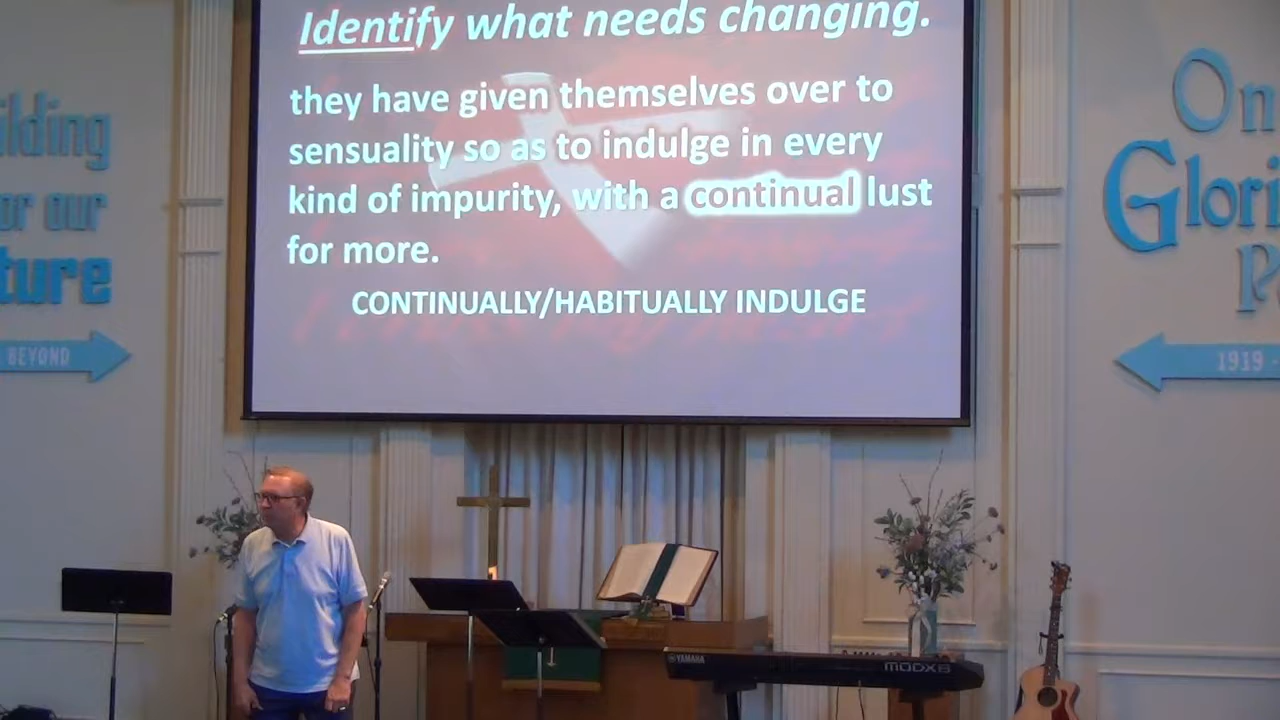 Identify what needs changing.
they have given themselves over to
sensuality so as to indulge in every
kind of impurity, with a continual lust
for more.
CONTINUALLY/HABITUALLY INDULGE
ilding
or our
ture
BEYOND
On
Glori
P
1919 -
YAMAHA
MODX8